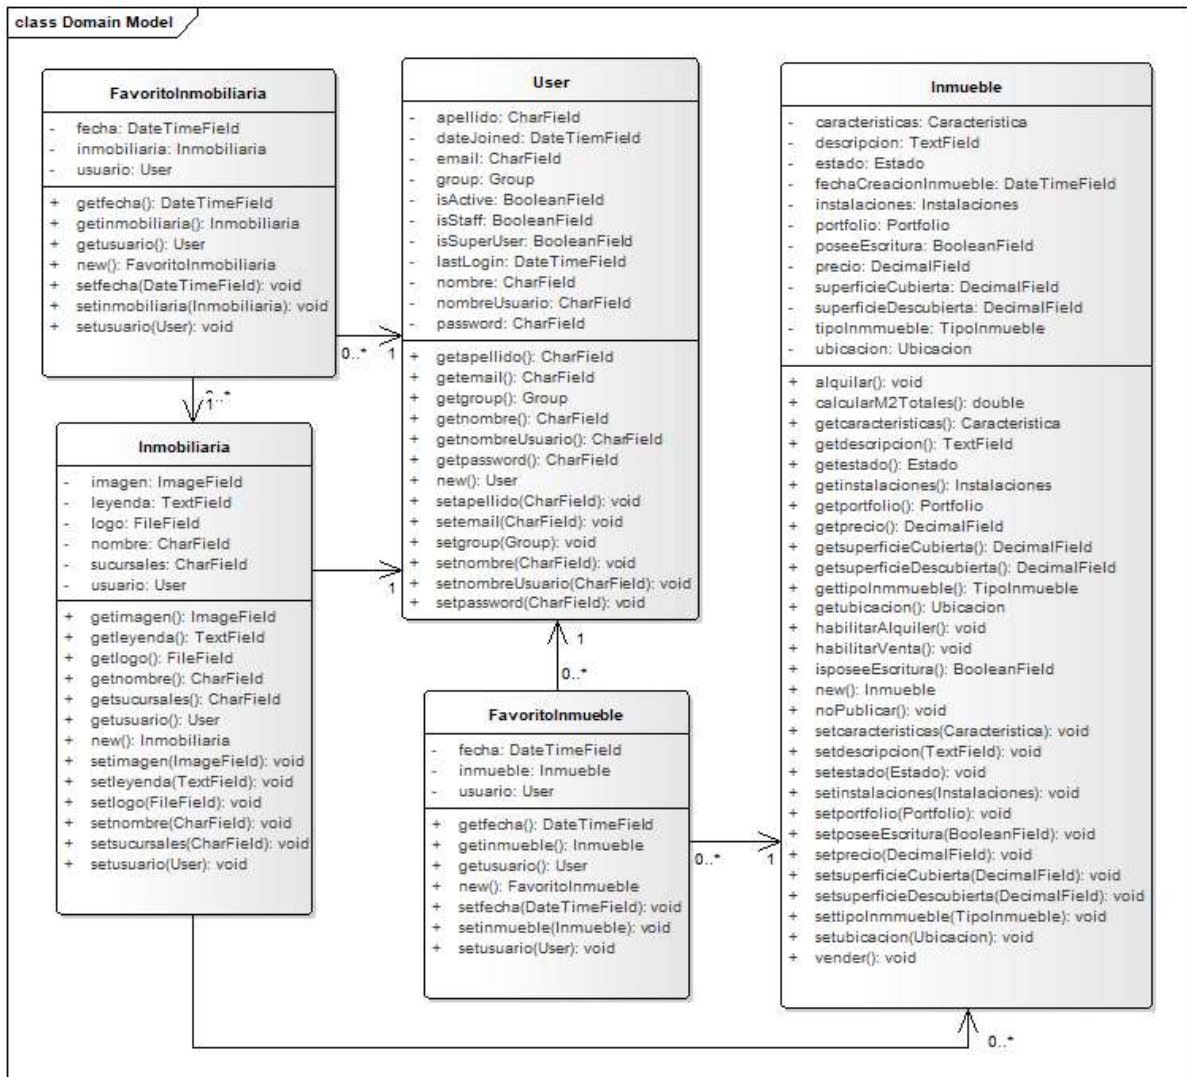 class Domain Model
FavoritoInmobiliaria
- fecha: DateTimeField
- inmobiliaria: Inmobiliaria
- usuario: User
+ getfecha(): DateTimeField
+ getinmobiliaria(): Inmobiliaria
+ getusuario(): User
+ new(): FavoritoInmobiliaria
+ setfecha(DateTimeField): void
+ setinmobiliaria(Inmobiliaria): void
+ setusuario(User): void
0..*
1
1
User
- apellido: CharField
- dateJoined: DateTiemField
- email: CharField
- group: Group
- isActive: BooleanField
- isStaff: BooleanField
- isSuperUser: BooleanField
- lastLogin: DateTimeField
- nombre: CharField
- nombreUsuario: CharField
- password: CharField
+ getapellido(): CharField
+ getemail(): CharField
+ getgroup(): Group
+ getnombre(): CharField
+ getnombreUsuario(): CharField
+ getpassword(): CharField
+ new(): User
+ setapellido(CharField): void
+ setemail(CharField): void
+ setgroup(Group): void
+ setnombre(CharField): void
+ setnombreUsuario(CharField): void
+ setpassword(CharField): void
1
1
0..*
Inmobiliaria
- imagen: ImageField
- leyenda: TextField
- logo: FileField
- nombre: CharField
- sucursales: CharField
- usuario: User
+ getimagen(): ImageField
+ getleyenda(): TextField
+ getlogo(): FileField
+ getnombre(): CharField
+ getsucursales(): CharField
+ getusuario(): User
+ new(): Inmobiliaria
+ setimagen(ImageField): void
+ setleyenda(TextField): void
+ setlogo(FileField): void
+ setnombre(CharField): void
+ setsucursales(CharField): void
+ setusuario(User): void
FavoritoInmueble
- fecha: DateTimeField
- inmueble: Inmueble
- usuario: User
+ getfecha(): DateTimeField
+ getinmueble(): Inmueble
+ getusuario(): User
+ new(): FavoritoInmueble
+ setfecha(DateTimeField): void
+ setinmueble(Inmueble): void
+ setusuario(User): void
0..*
1
Inmueble
- caracteristicas: Caracteristica
- descripcion: TextField
- estado: Estado
- fechaCreacionInmueble: DateTimeField
- instalaciones: Instalaciones
- portfolio: Portfolio
- poseeEscritura: BooleanField
- precio: DecimalField
- superficieCubierta: DecimalField
- superficieDescubierta: DecimalField
- tipoInmmueble: TipoInmueble
- ubicacion: Ubicacion
+ alquilar(): void
+ calcularM2Totales(): double
+ getcaracteristicas(): Caracteristica
+ getdescripcion(): TextField
+ getestado(): Estado
+ getinstalaciones(): Instalaciones
+ getportfolio(): Portfolio
+ getprecio(): DecimalField
+ getsuperficieCubierta(): DecimalField
+ getsuperficieDescubierta(): DecimalField
+ gettipoInmmueble(): TipoInmueble
+ getubicacion(): Ubicacion
+ habilitarAlquiler(): void
+ habilitarVenta(): void
+ isposeeEscritura(): BooleanField
+ new(): Inmueble
+ noPublicar(): void
+ setcaracteristicas(Caracteristica): void
+ setdescripcion(TextField): void
+ setestado(Estado): void
+ setinstalaciones(Instalaciones): void
+ setportfolio(Portfolio): void
+ setposeeEscritura(BooleanField): void
+ setprecio(DecimalField): void
+ setsuperficieCubierta(DecimalField): void
+ setsuperficieDescubierta(DecimalField): void
+ settipoInmmueble(TipoInmueble): void
+ setubicacion(Ubicacion): void
+ vender(): void
0..*